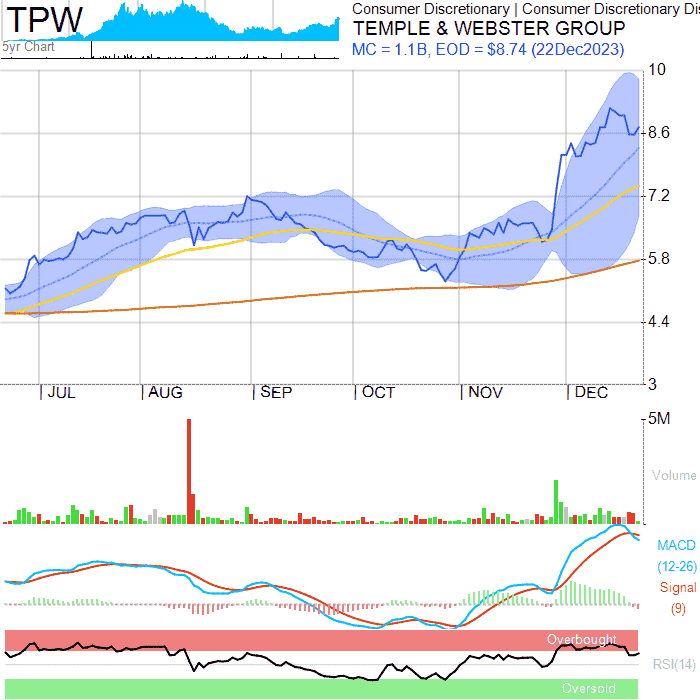 TPW
5yr Chart
Consumer Discretionary | Consumer Discretionary Dis
TEMPLE & WEBSTER GROUP
MC = 1.1B, EOD = $8.74 (22Dec2023)
10
8.6
7.2
5.8
4.4
3
JUL AUG SEP OCT NOV DEC
5M
Volume
MACD
(12-26)
Signal
(9)
Overbought
RSI(14)
Oversold